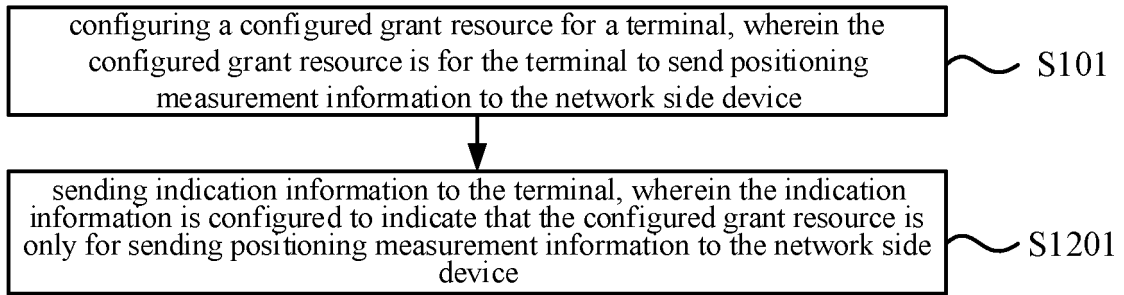 configuring a configured grant resource for a terminal, wherein the
configured grant resource is for the terminal to send positioning
measurement information to the network side device
S101
sending indication information to the terminal, wherein the indication
information is configured to indicate that the configured grant resource is
only for sending positioning measurement information to the network side
device
S1201